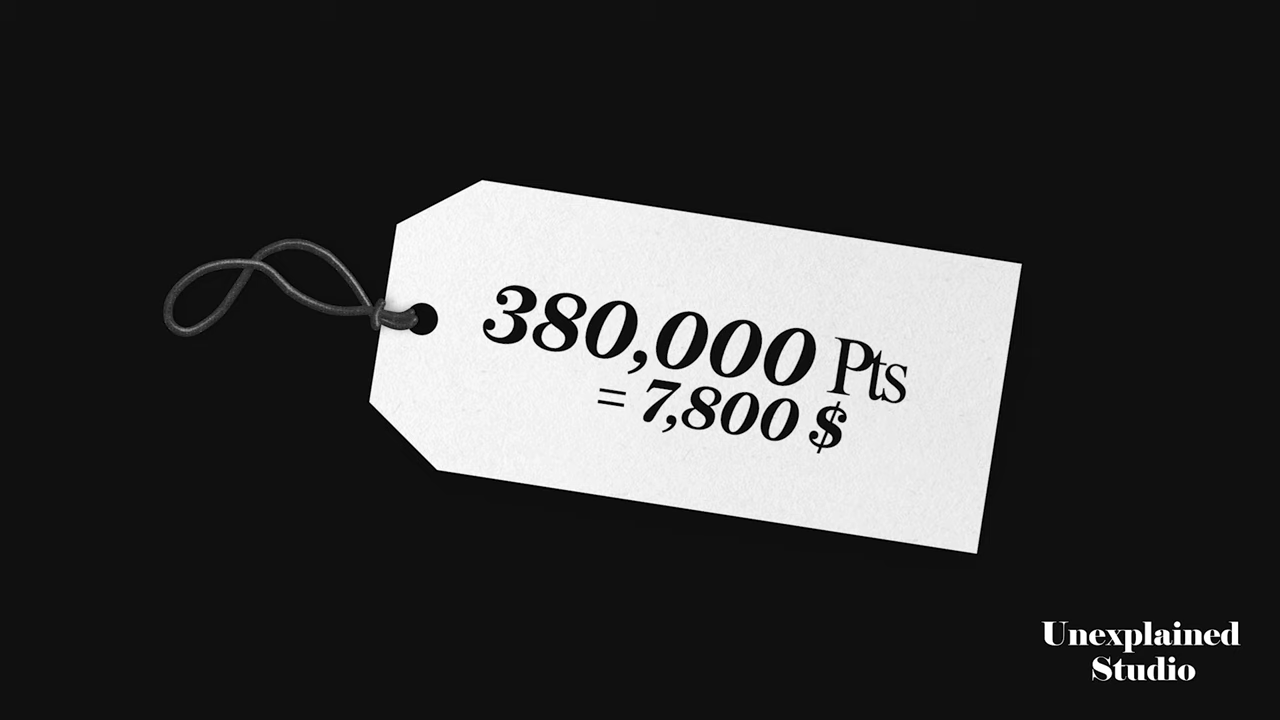 380,000 Pts
= 7,800 $
Unexplained
Studio